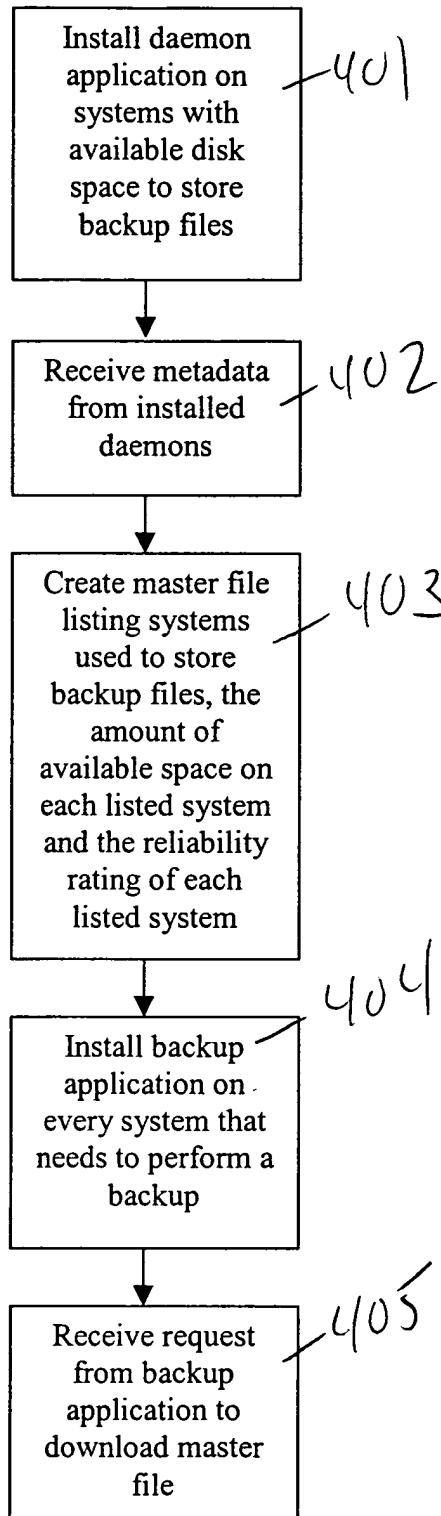 Install daemon
application on
systems with
available disk
space to store
backup files
401
Receive metadata
from installed
daemons
402
Create master file
listing systems
used to store
backup files, the
amount of
available space on
each listed system
and the reliability
rating of each
listed system
403
Install backup
application on
every system that
needs to perform a
backup
404
Receive request
from backup
application to
download master
file
405